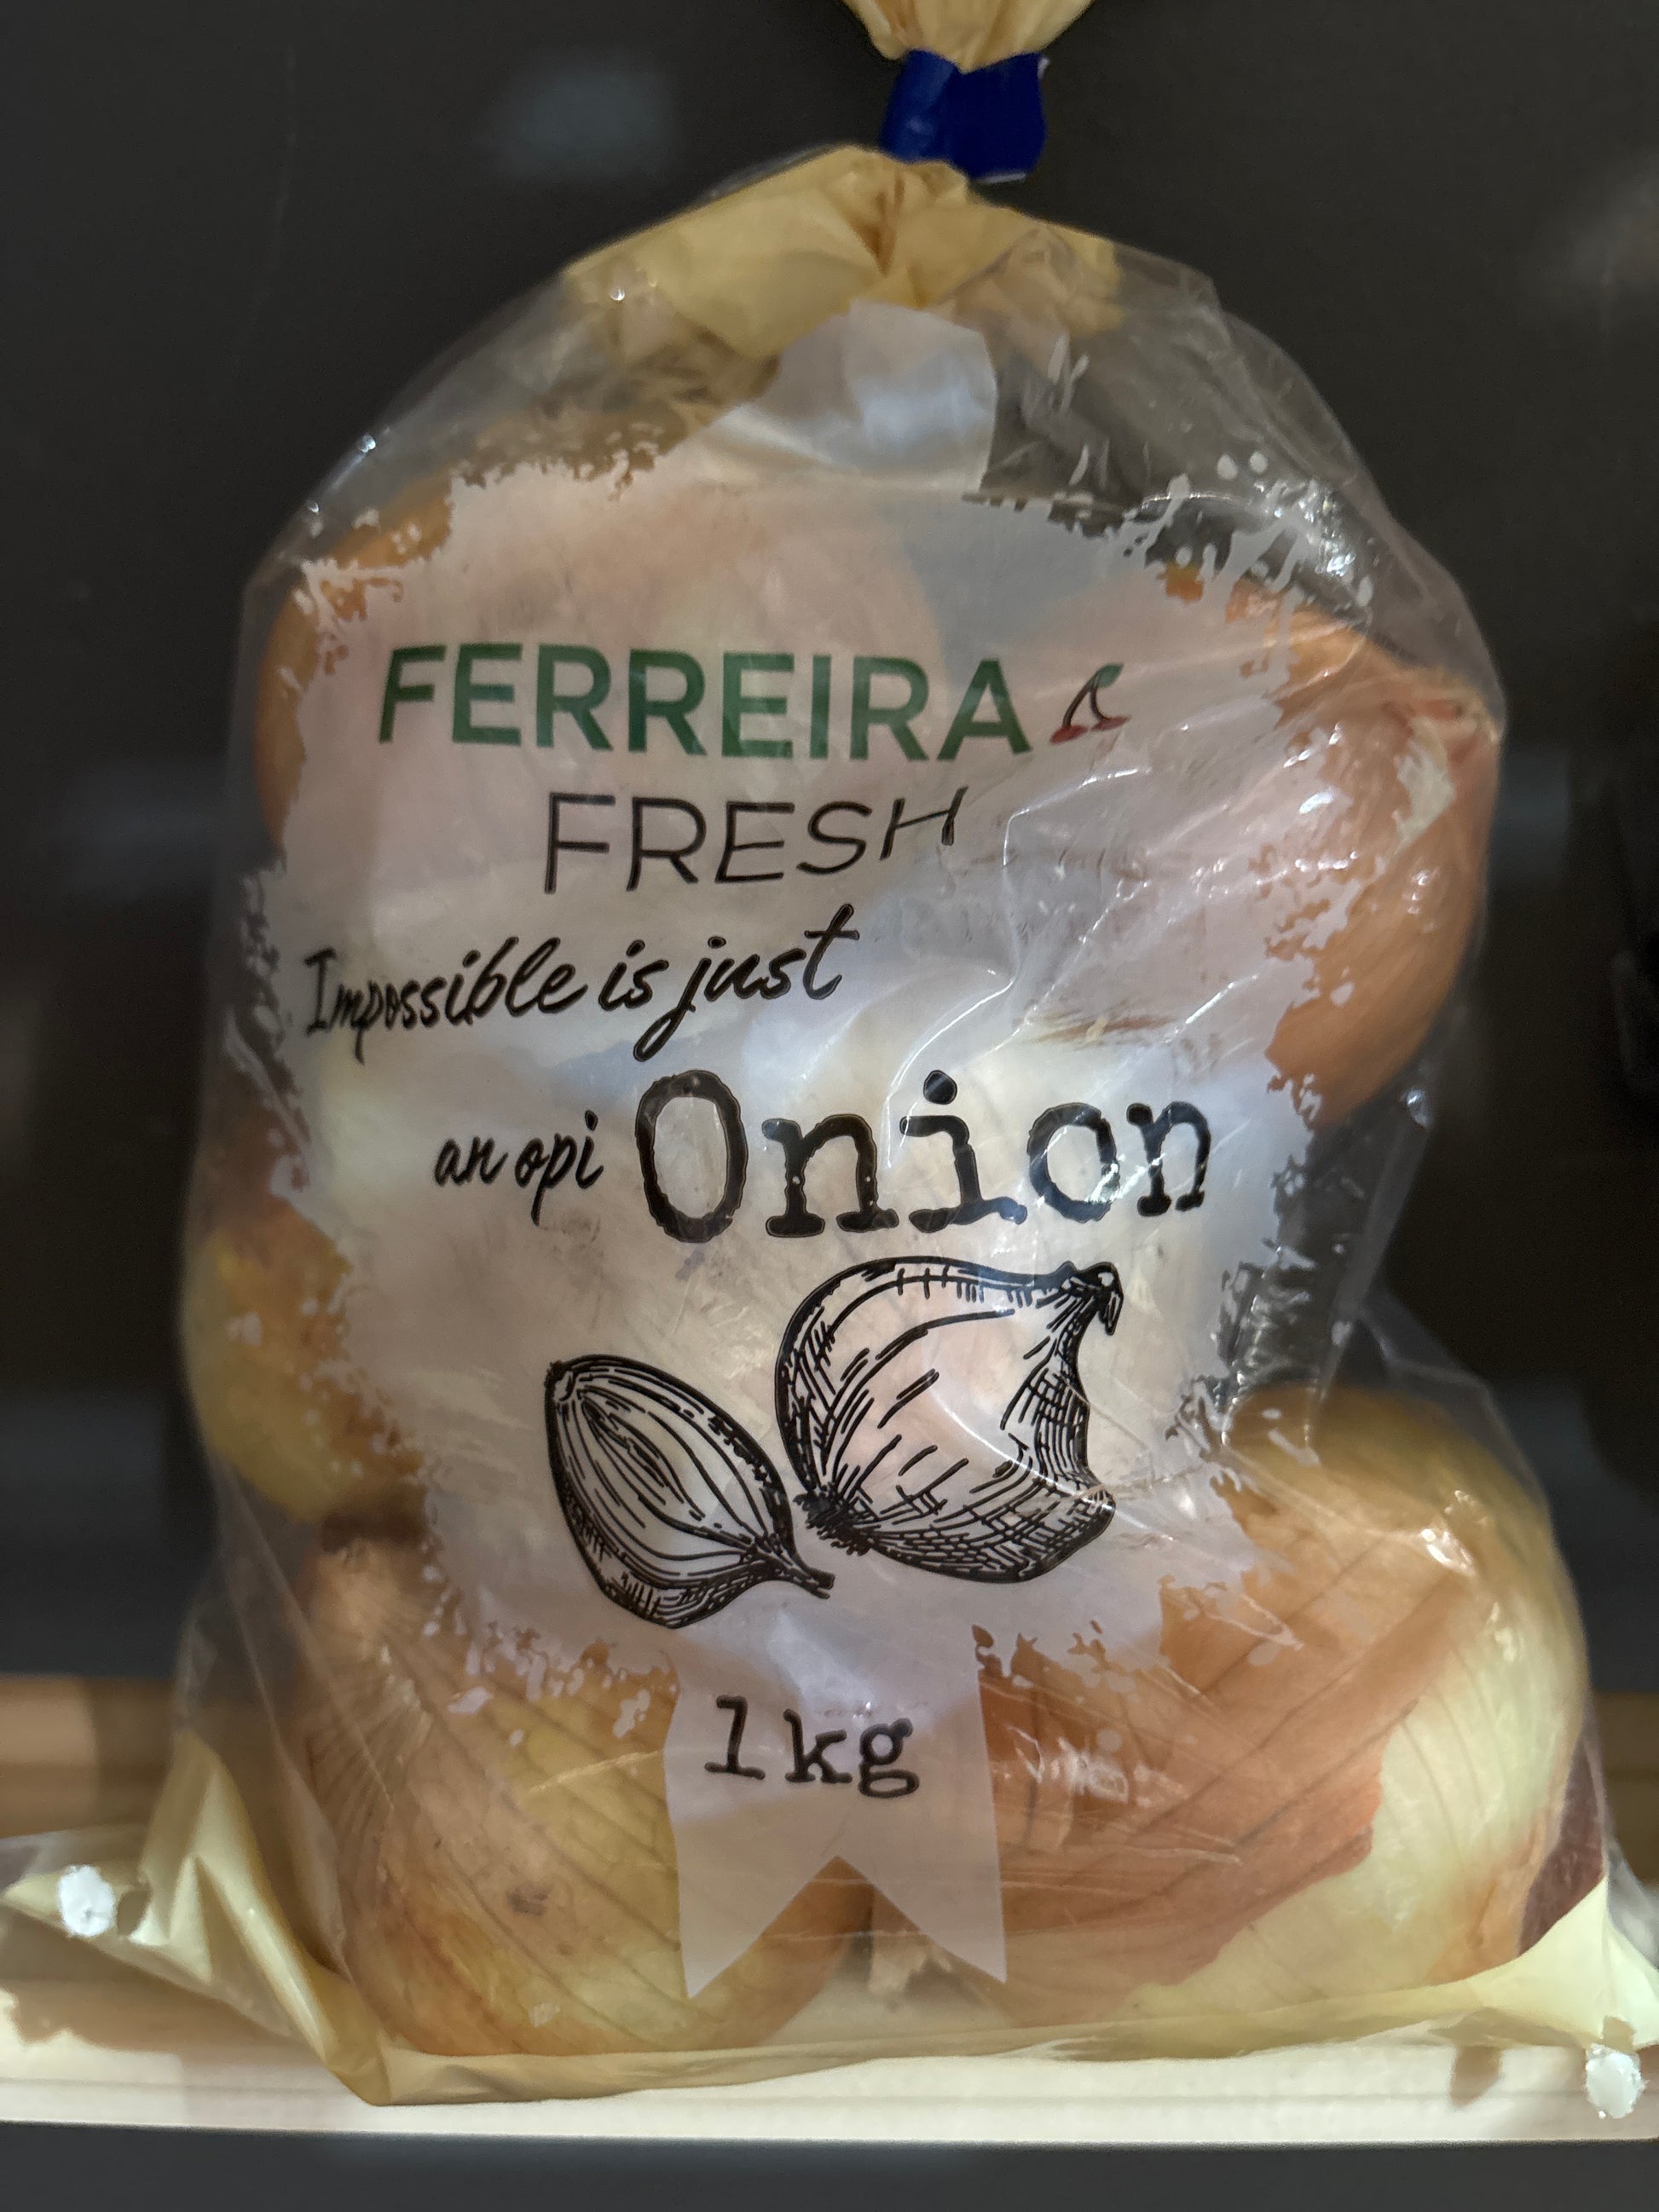 FERREIRA
FRESH
Impossible is just
an opi Onion
1kg